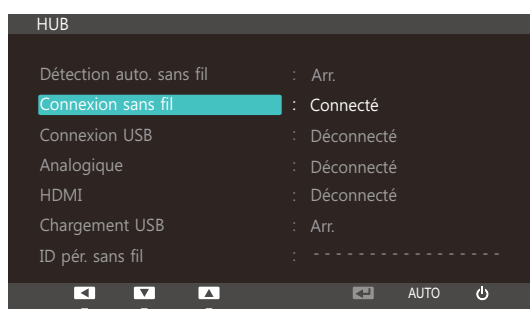 HUB
Détection auto. sans fil : Arr.
Connexion sans fil : Connecté
Connexion USB : Déconnecté
Analogique : Déconnecté
HDMI : Déconnecté
Chargement USB : Arr.
ID pér. sans fil : - - - - - - - - - - - - - - - - -
AUTO